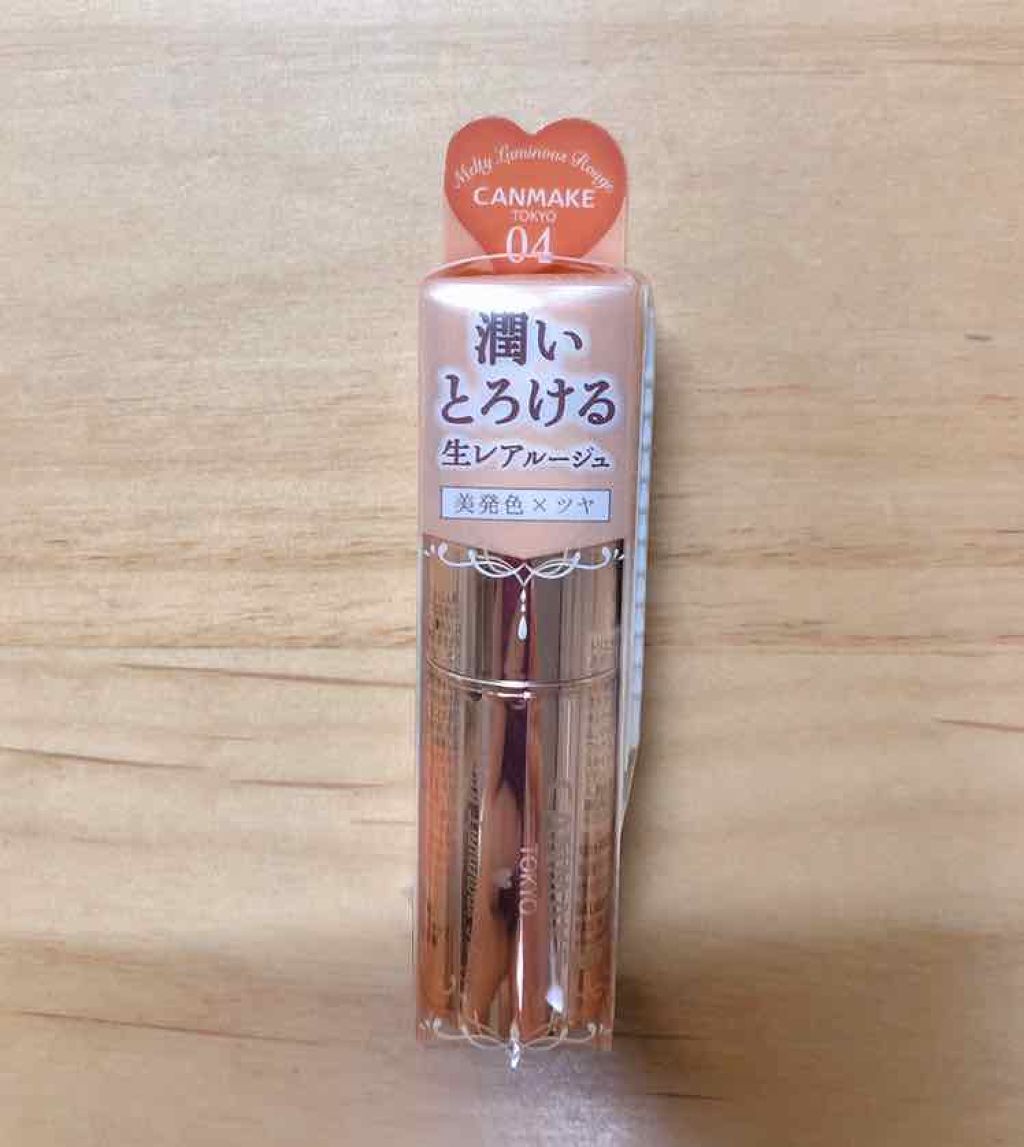 Melty Luminous Rouge
CANMAKE
TOKYO
04
潤い
とろける
生レアルージュ
美発色×ツヤ
TOKYO